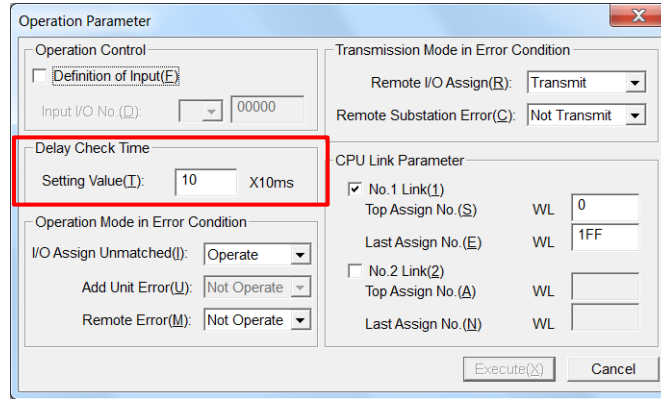 Operation Parameter
Operation Control
Definition of Input(F)
Input I/O No.(D): 00000
Delay Check Time
Setting Value(T): 10 X10ms
Operation Mode in Error Condition
I/O Assign Unmatched(I): Operate
Add Unit Error(U): Not Operate
Remote Error(M): Not Operate
Transmission Mode in Error Condition
Remote I/O Assign(R): Transmit
Remote Substation Error(C): Not Transmit
CPU Link Parameter
No.1 Link(1)
Top Assign No.(S) WL 0
Last Assign No.(E) WL 1FF
No.2 Link(2)
Top Assign No.(A) WL
Last Assign No.(N) WL
Execute(X) Cancel